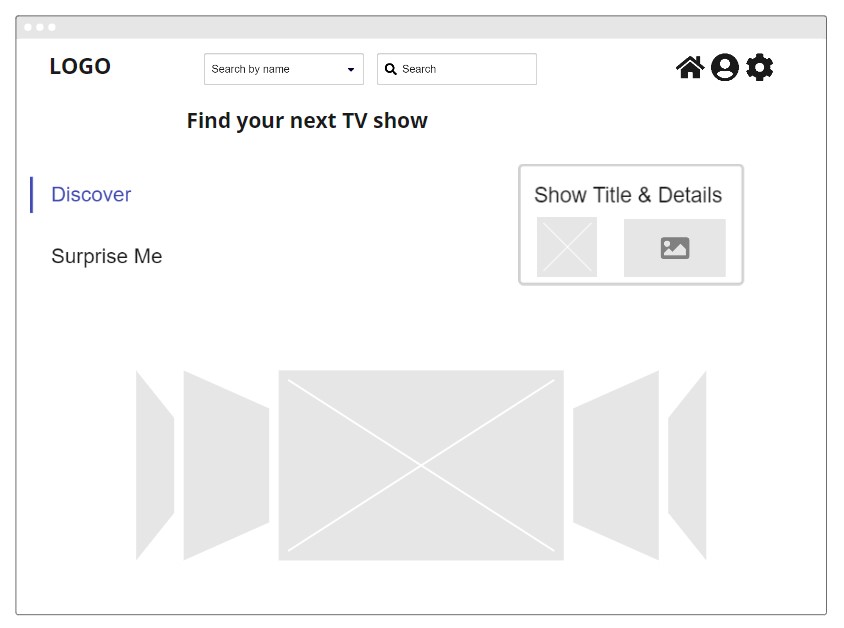 LOGO
Search by name
Search
Find your next TV show
Discover
Show Title & Details
Surprise Me